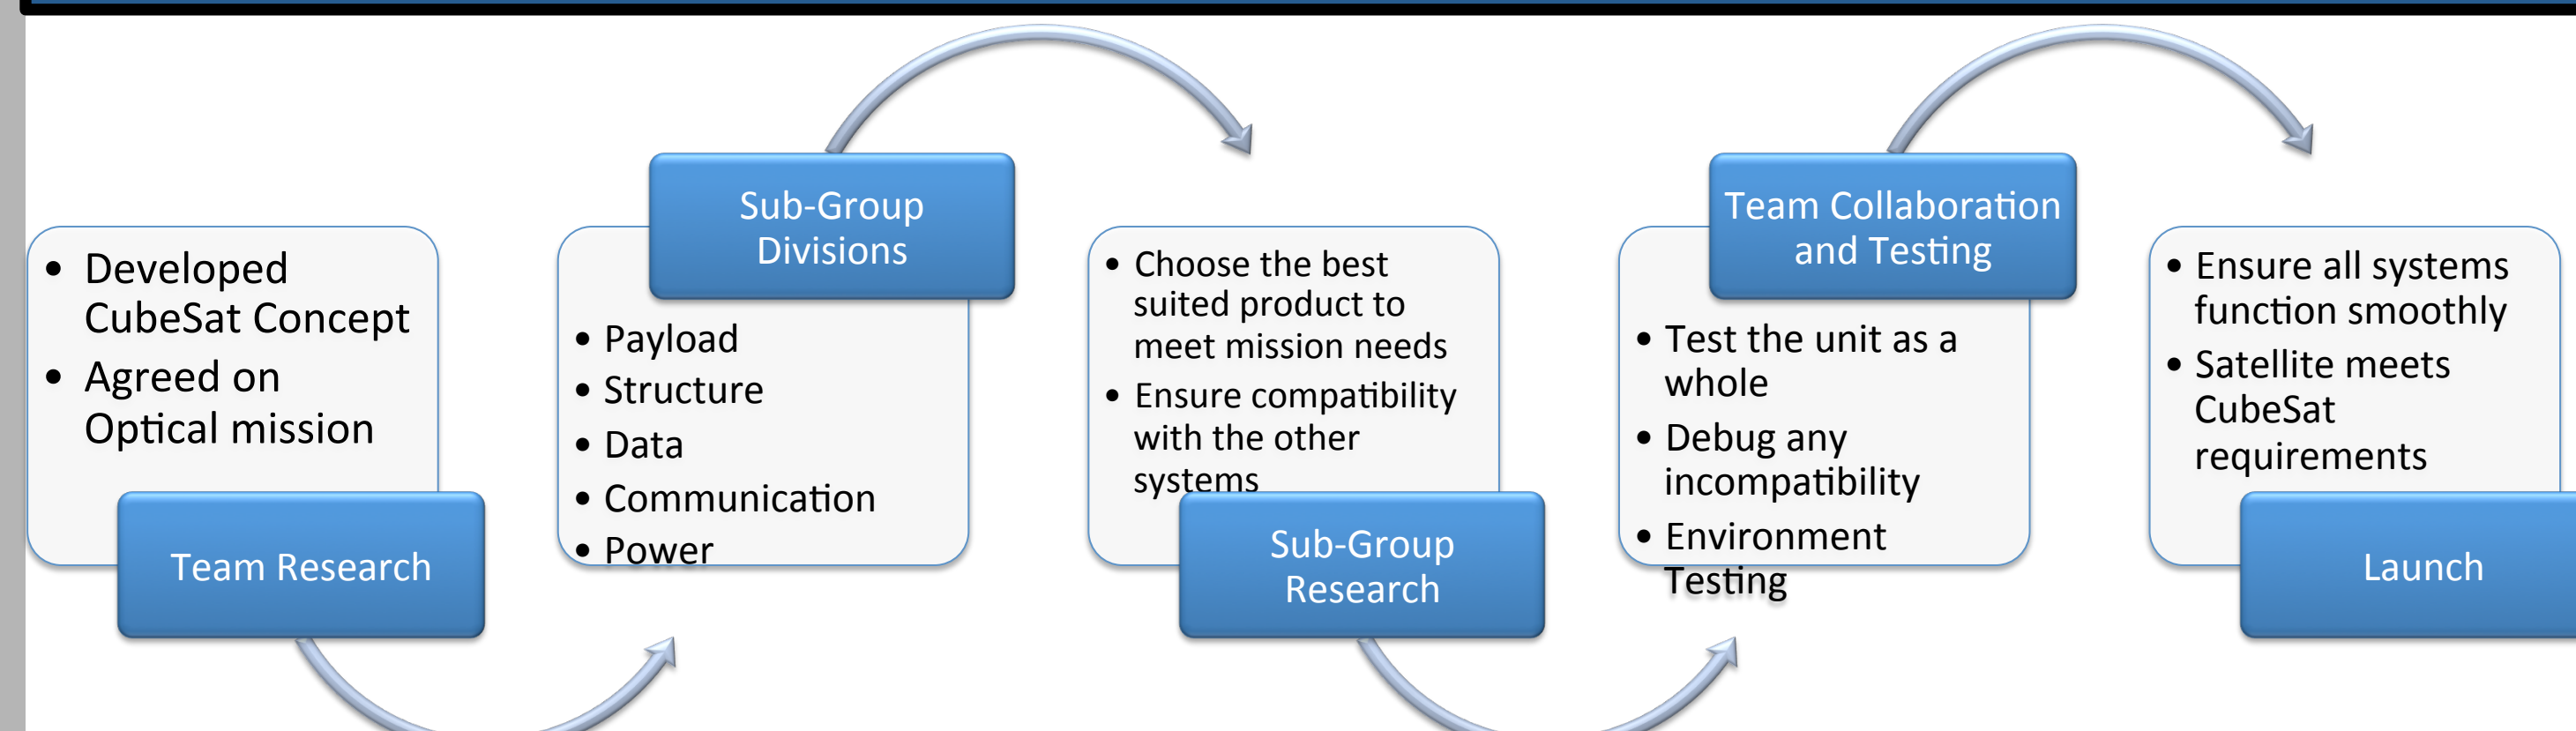 • Developed
CubeSat Concept
• Agreed on
Optical mission
Team Research
Sub-Group
Divisions
• Payload
• Structure
• Data
• Communication
• Power
• Choose the best
suited product to
meet mission needs
• Ensure compatibility
with the other
systems
Sub-Group
Research
Team Collaboration
and Testing
• Test the unit as a
whole
• Debug any
incompatibility
• Environment
Testing
• Ensure all systems
function smoothly
• Satellite meets
CubeSat
requirements
Launch